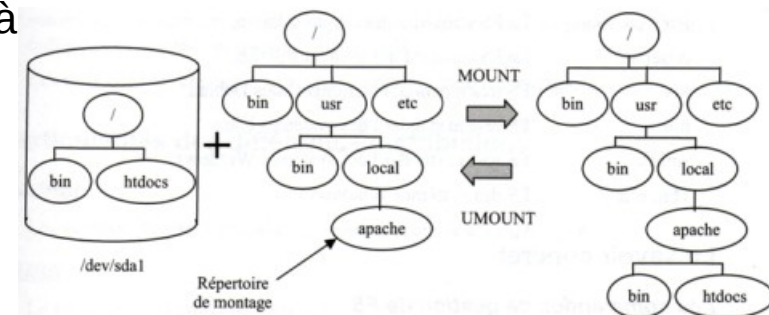 à
/
bin
htdocs
/dev/sda1
+
/
bin
usr
etc
bin
local
apache
Répertoire
de montage
MOUNT
UMOUNT
/
bin
usr
etc
bin
local
apache
bin
htdocs